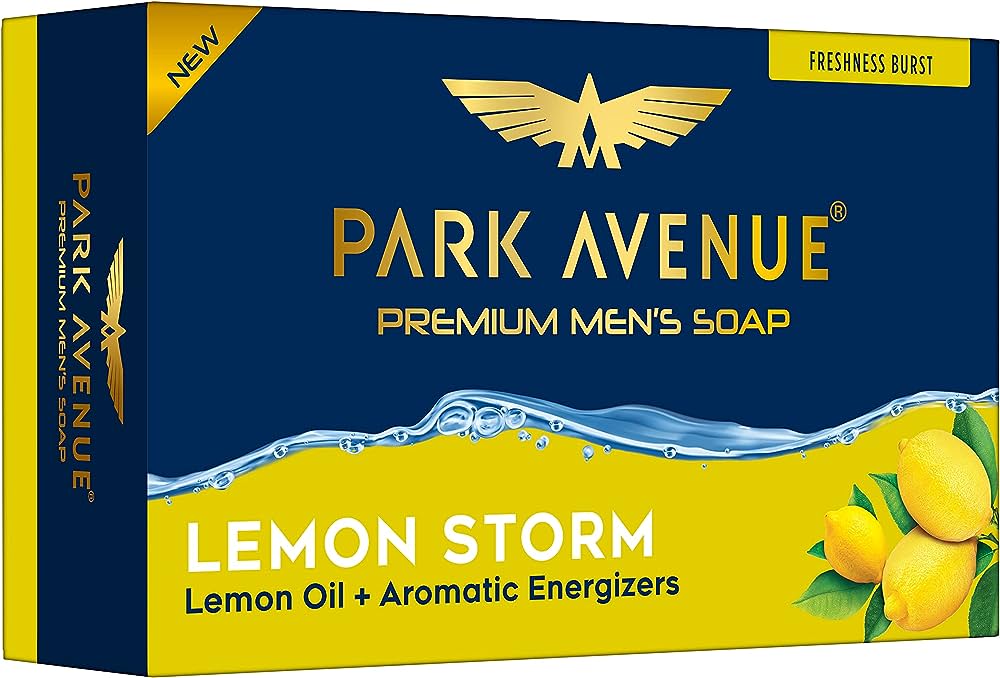 NEW
FRESHNESS BURST
PARK AVENUE®
PREMIUM MEN'S SOAP
LEMON STORM
Lemon Oil + Aromatic Energizers
PARK AVENUE®
PREMIUM MEN'S SOAP